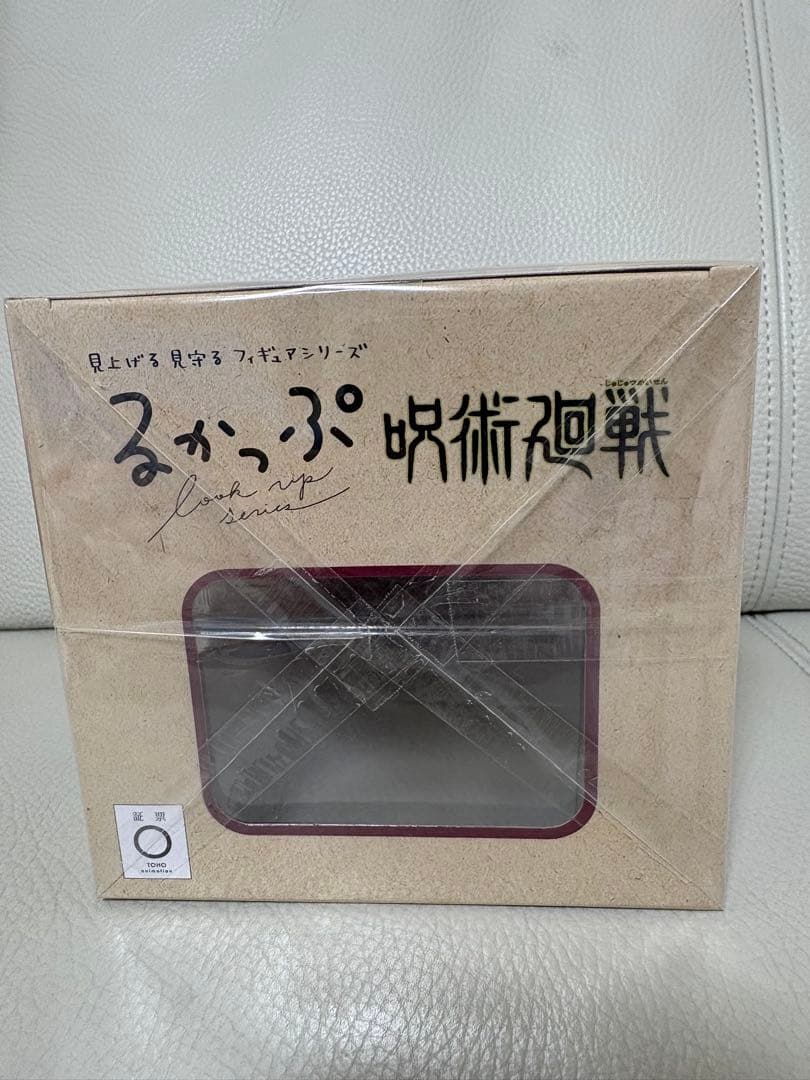 見上げる 見守る フィギュアシリーズ
るかっぷ
look up
series
じゅじゅつかいせん
呪術廻戦
証票
TOHO
animation